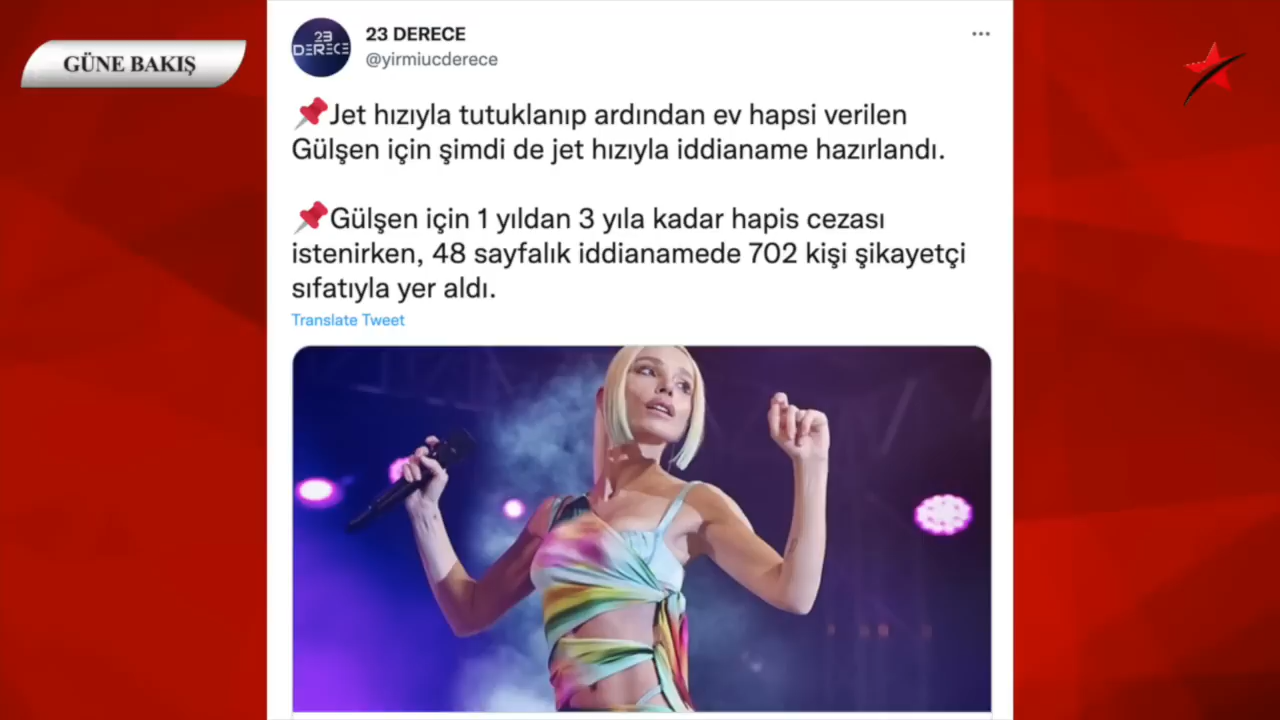 GÜNE BAKIŞ
23 DERECE
23 DERECE
@yirmiucderece
Jet hızıyla tutuklanıp ardından ev hapsi verilen
Gülşen için şimdi de jet hızıyla iddianame hazırlandı.
Gülşen için 1 yıldan 3 yıla kadar hapis cezası
istenirken, 48 sayfalık iddianamede 702 kişi şikayetçi
sıfatıyla yer aldı.
Translate Tweet